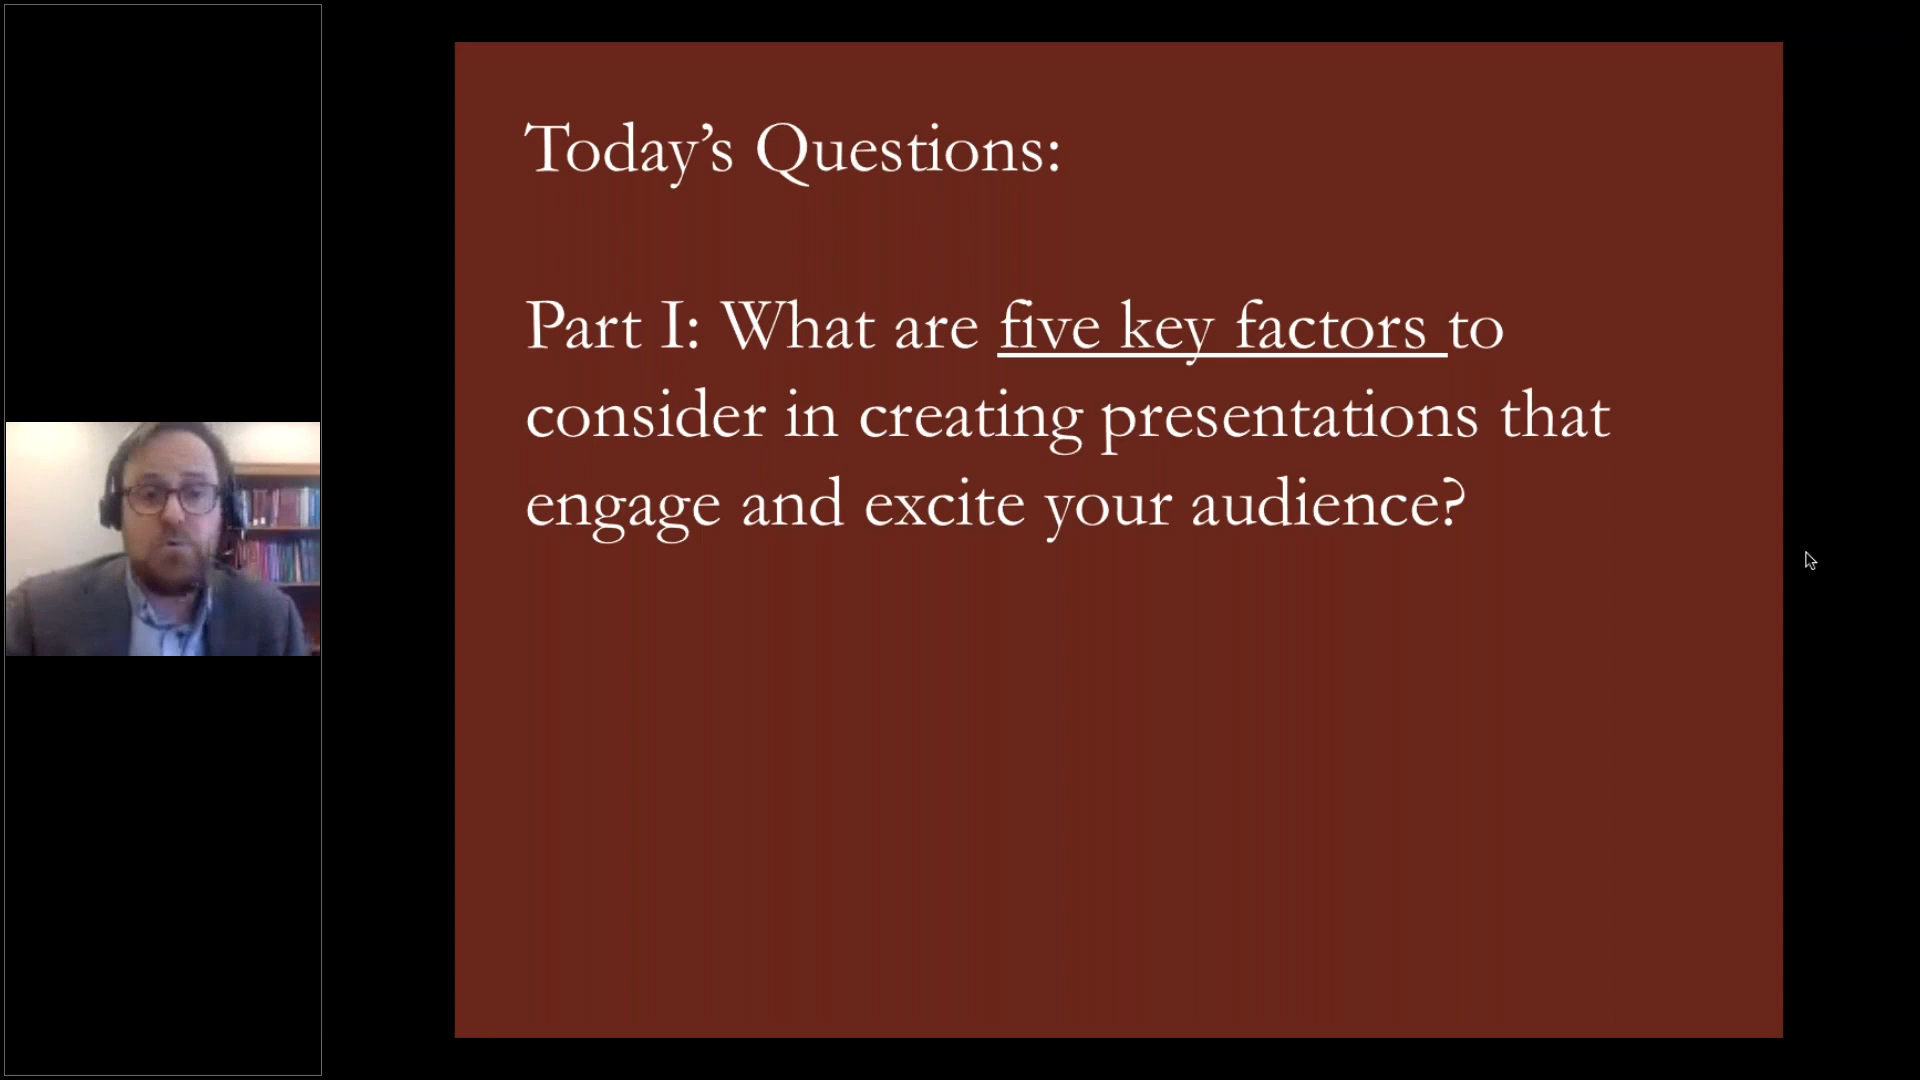 Today’s Questions:
Part I: What are five key factors to
consider in creating presentations that
engage and excite your audience?